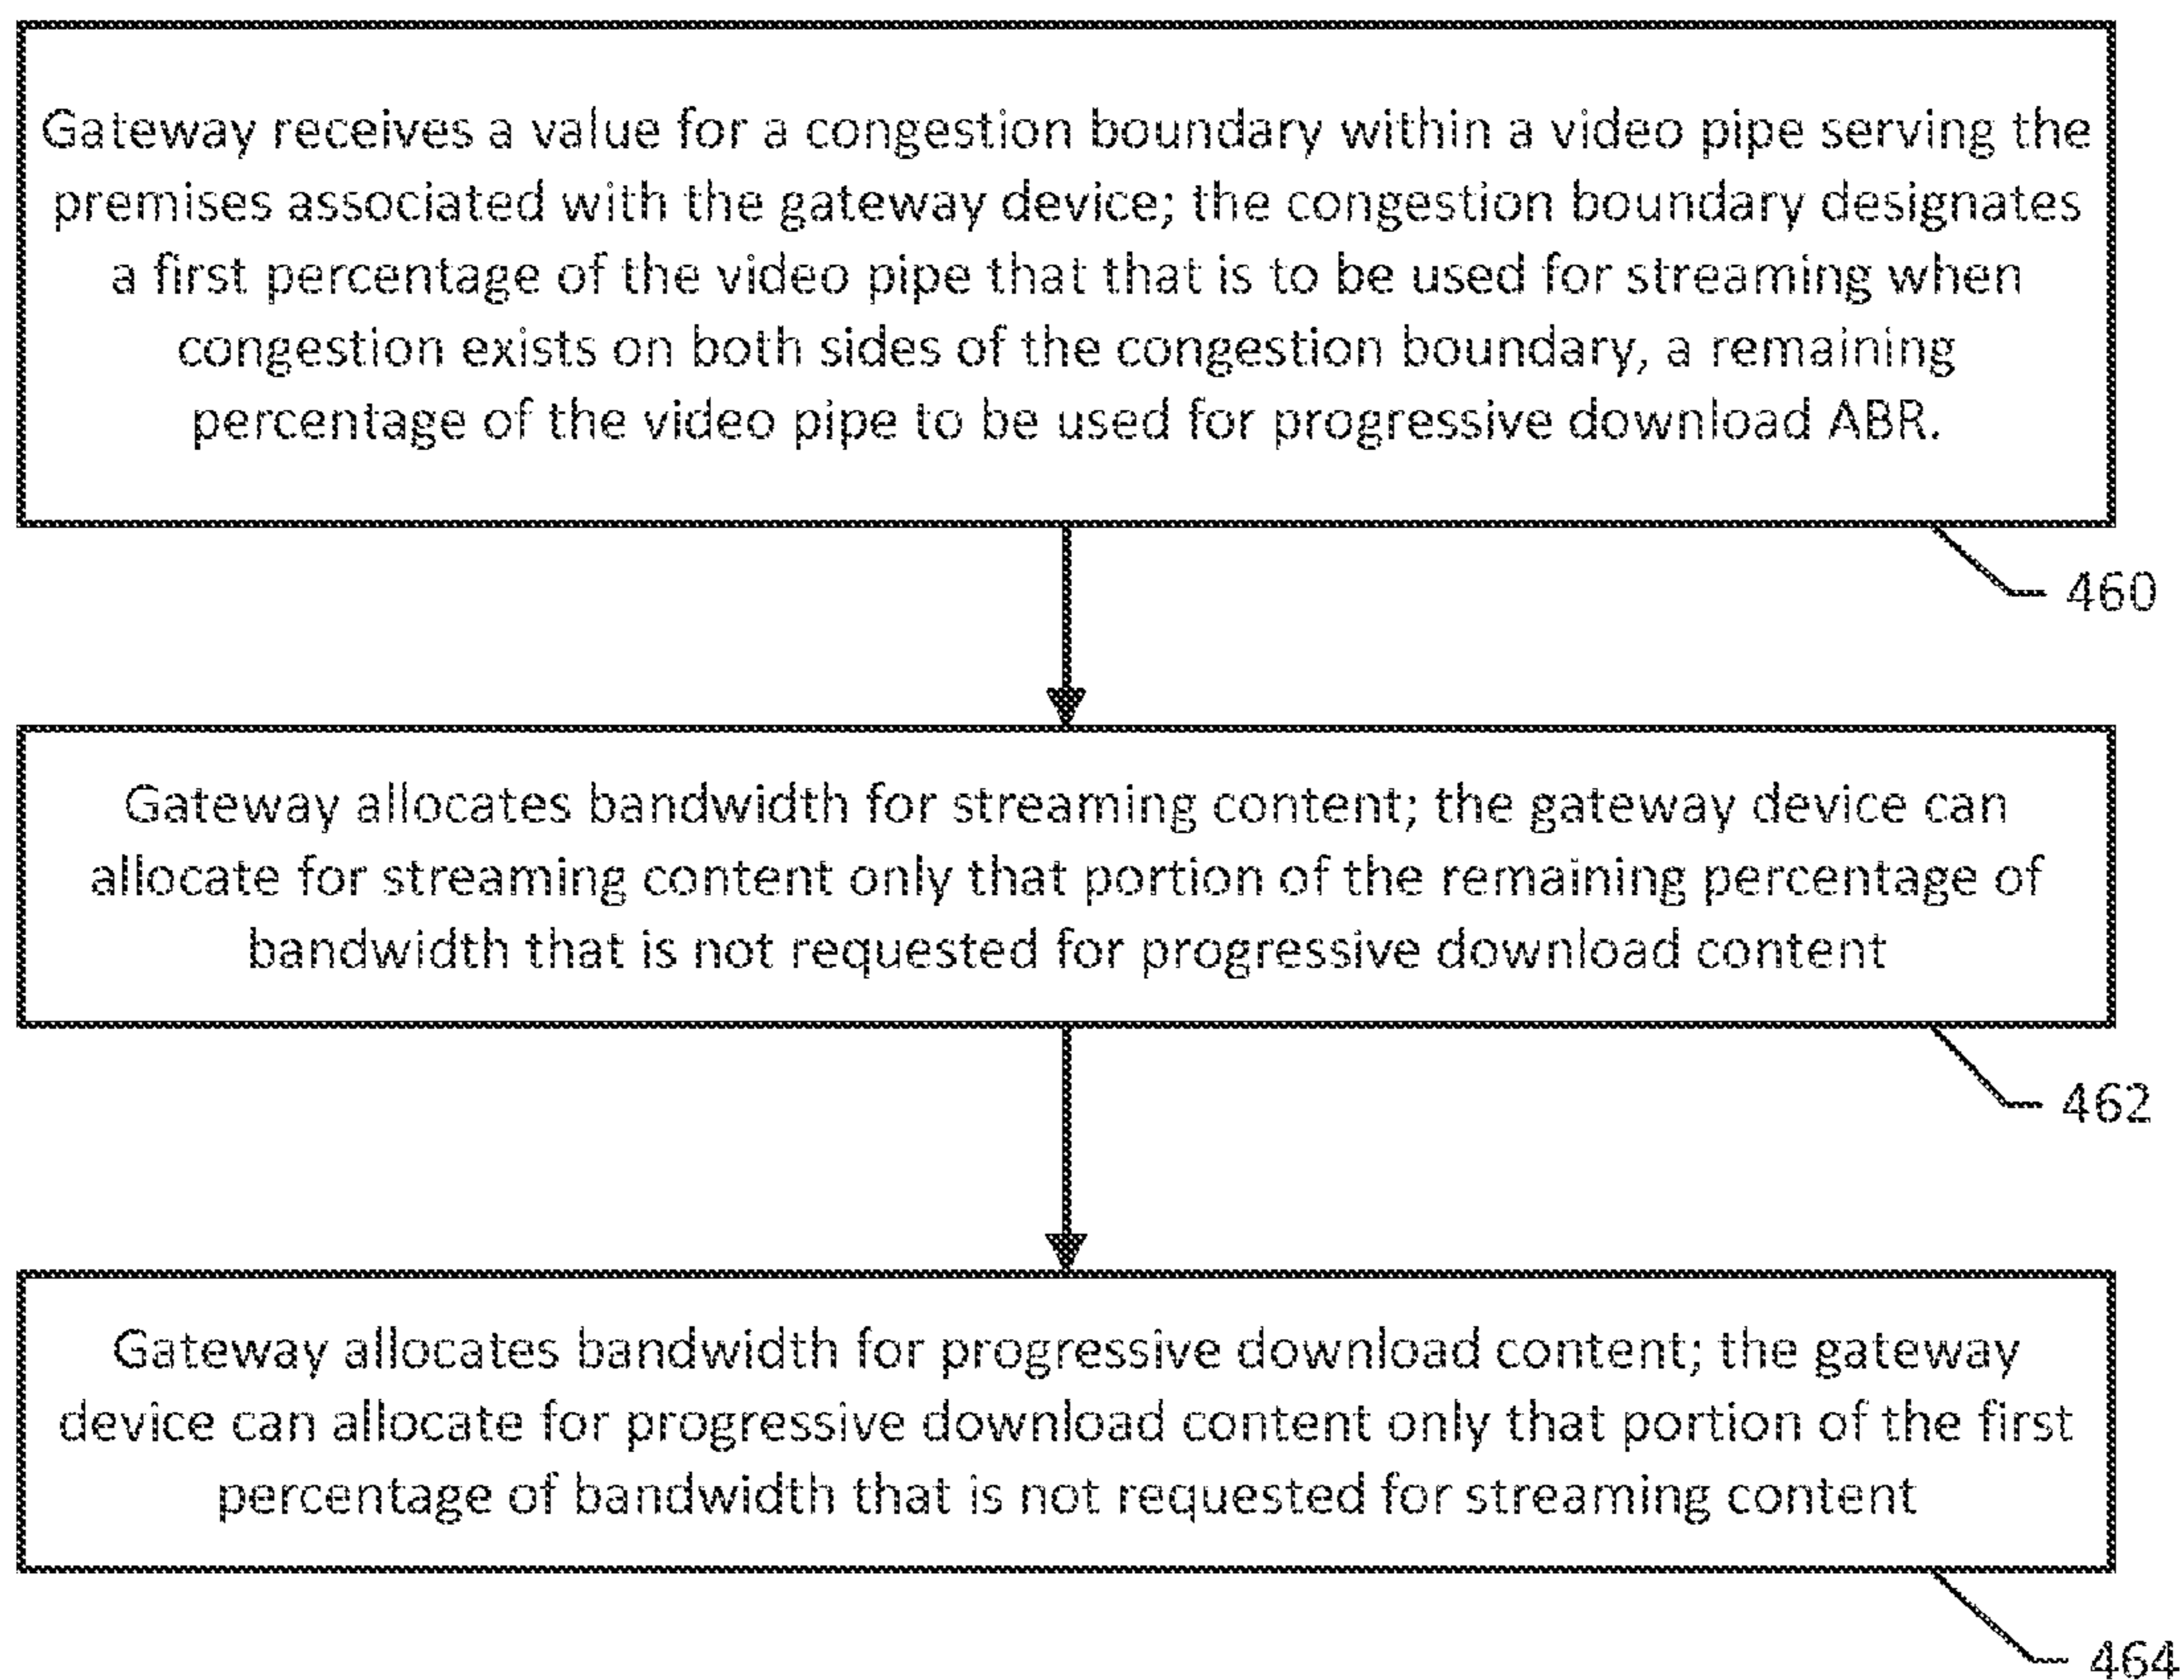 Gateway receives a value for a congestion boundary within a video pipe serving the
premises associated with the gateway device; the congestion boundary designates
a first percentage of the video pipe that that is to be used for streaming when
congestion exists on both sides of the congestion boundary, a remaining
percentage of the video pipe to be used for progressive download ABR.
460
Gateway allocates bandwidth for streaming content; the gateway device can
allocate for streaming content only that portion of the remaining percentage of
bandwidth that is not requested for progressive download content
462
Gateway allocates bandwidth for progressive download content; the gateway
device can allocate for progressive download content only that portion of the first
percentage of bandwidth that is not requested for streaming content
464